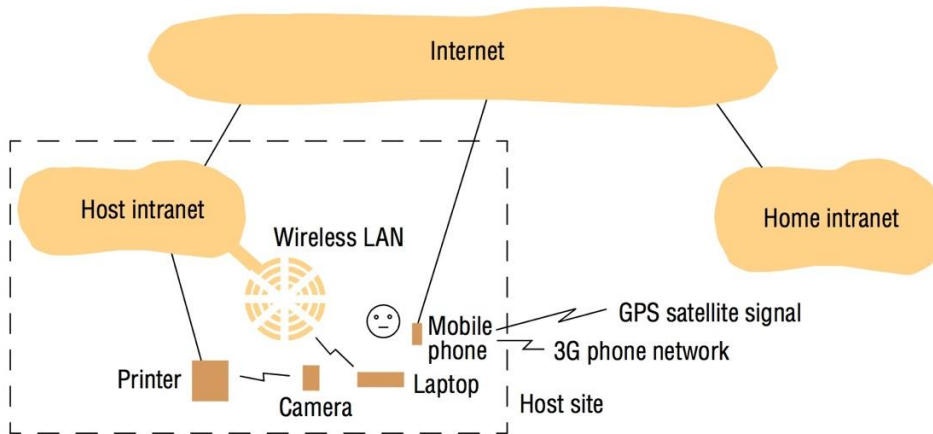 Internet
Host intranet
Wireless LAN
Home intranet
GPS satellite signal
Mobile
phone
3G phone network
Printer
Camera
Laptop
Host site